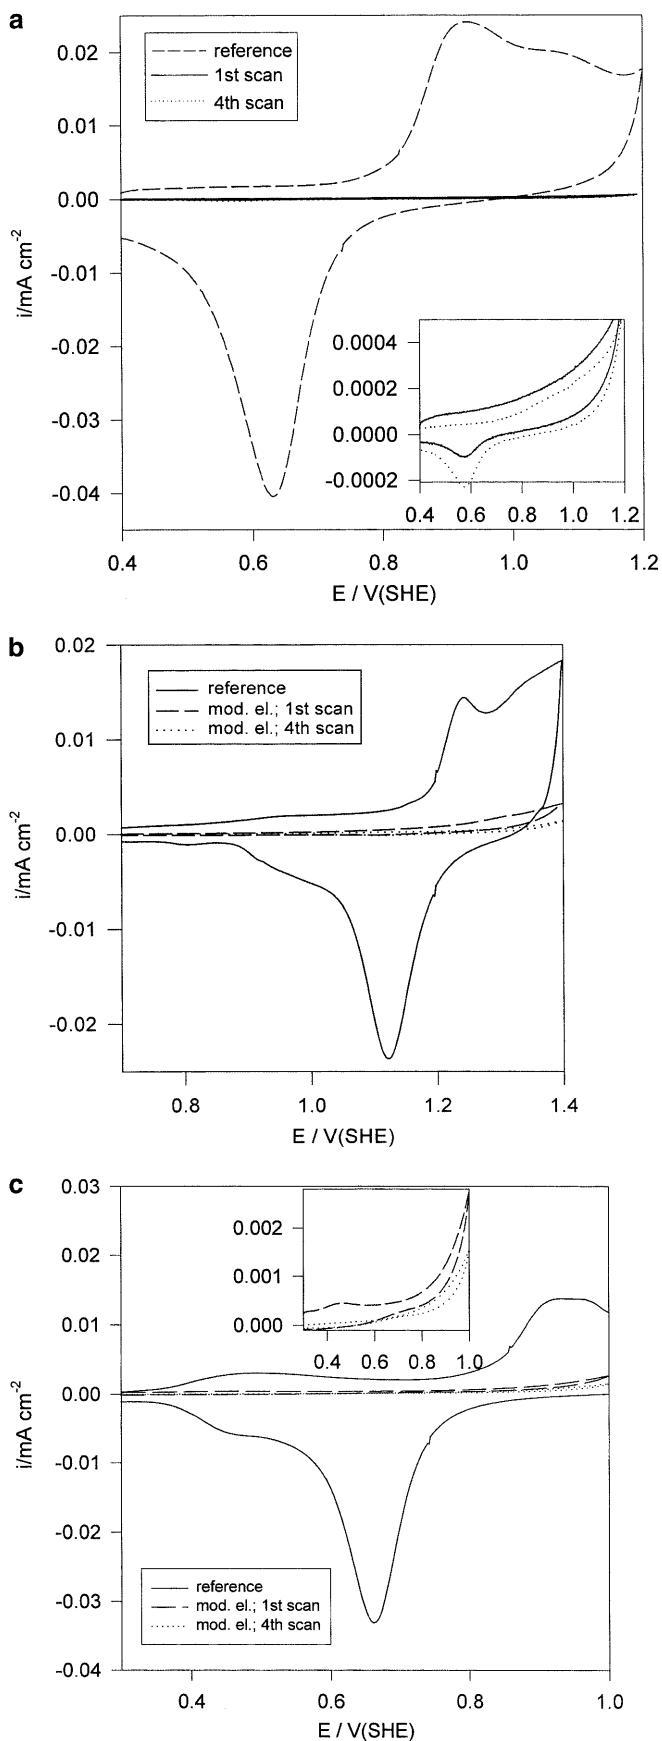 a
reference
1st scan
4th scan
0.02
0.01
0.00
-0.01
-0.02
-0.03
-0.04
i/mA cm-2
0.0004
0.0002
0.0000
-0.0002
0.4 0.6 0.8 1.0 1.2
0.4 0.6 0.8 1.0 1.2
E / V(SHE)
b
reference
mod. el.; 1st scan
mod. el.; 4th scan
0.02
0.01
0.00
-0.01
-0.02
i/mA cm-2
0.8 1.0 1.2 1.4
E / V(SHE)
c
0.03
0.02
0.01
0.00
-0.01
-0.02
-0.03
-0.04
i/mA cm-2
0.002
0.001
0.000
0.4 0.6 0.8 1.0
reference
mod. el.; 1st scan
mod. el.; 4th scan
0.4 0.6 0.8 1.0
E / V(SHE)